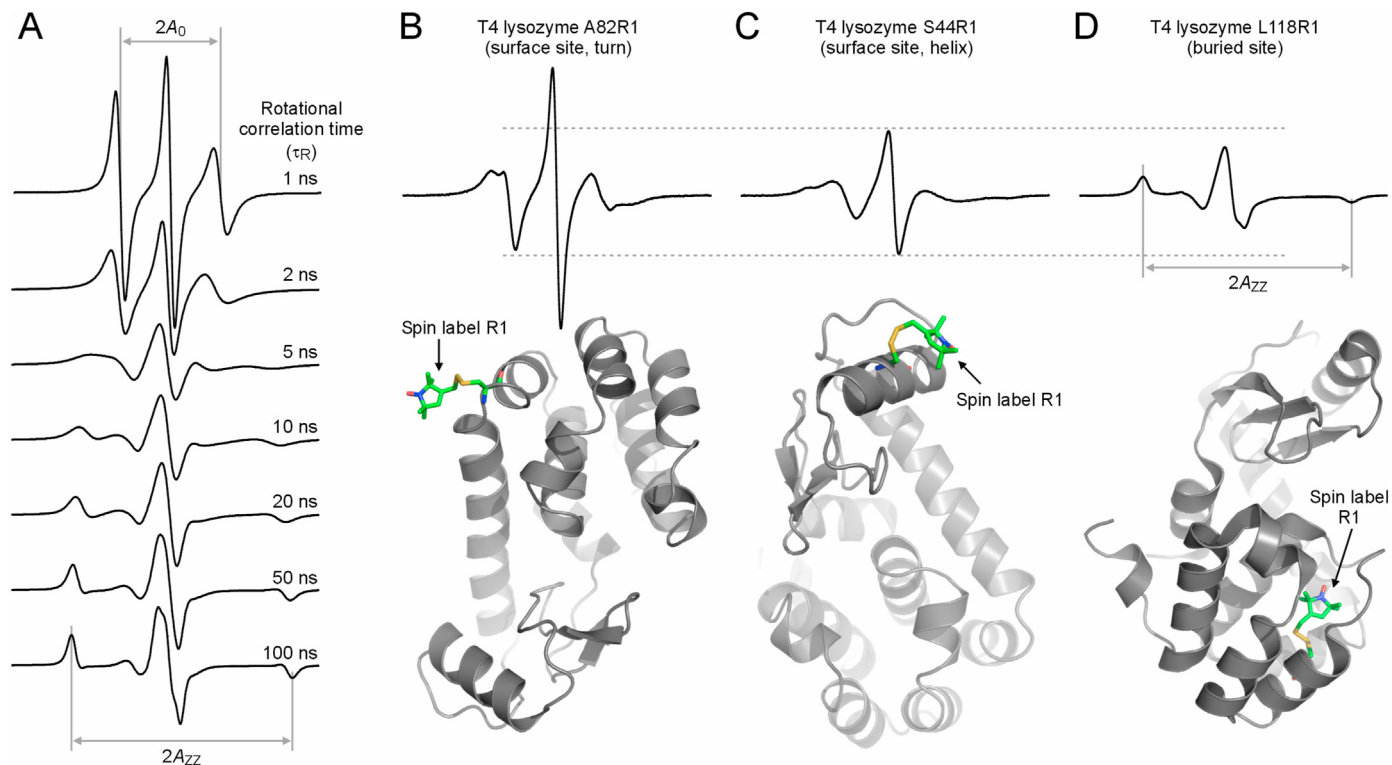 A
2A0
Rotational
correlation time
(τR)
1 ns
2 ns
5 ns
10 ns
20 ns
50 ns
100 ns
2AZZ
B
T4 lysozyme A82R1
(surface site, turn)
Spin label R1
C
T4 lysozyme S44R1
(surface site, helix)
Spin label R1
D
T4 lysozyme L118R1
(buried site)
2AZZ
Spin label
R1